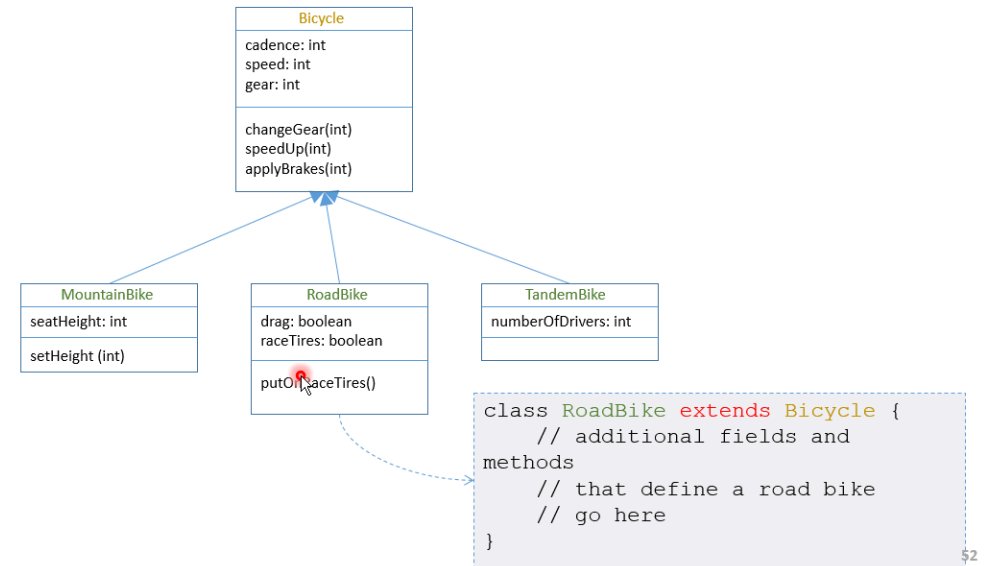 Bicycle
cadence: int
speed: int
gear: int
changeGear(int)
speedUp(int)
applyBrakes(int)
MountainBike
seatHeight: int
setHeight (int)
RoadBike
drag: boolean
raceTires: boolean
putOnRaceTires()
TandemBike
numberOfDrivers: int
class RoadBike extends Bicycle {
// additional fields and
methods
// that define a road bike
// go here
}
52